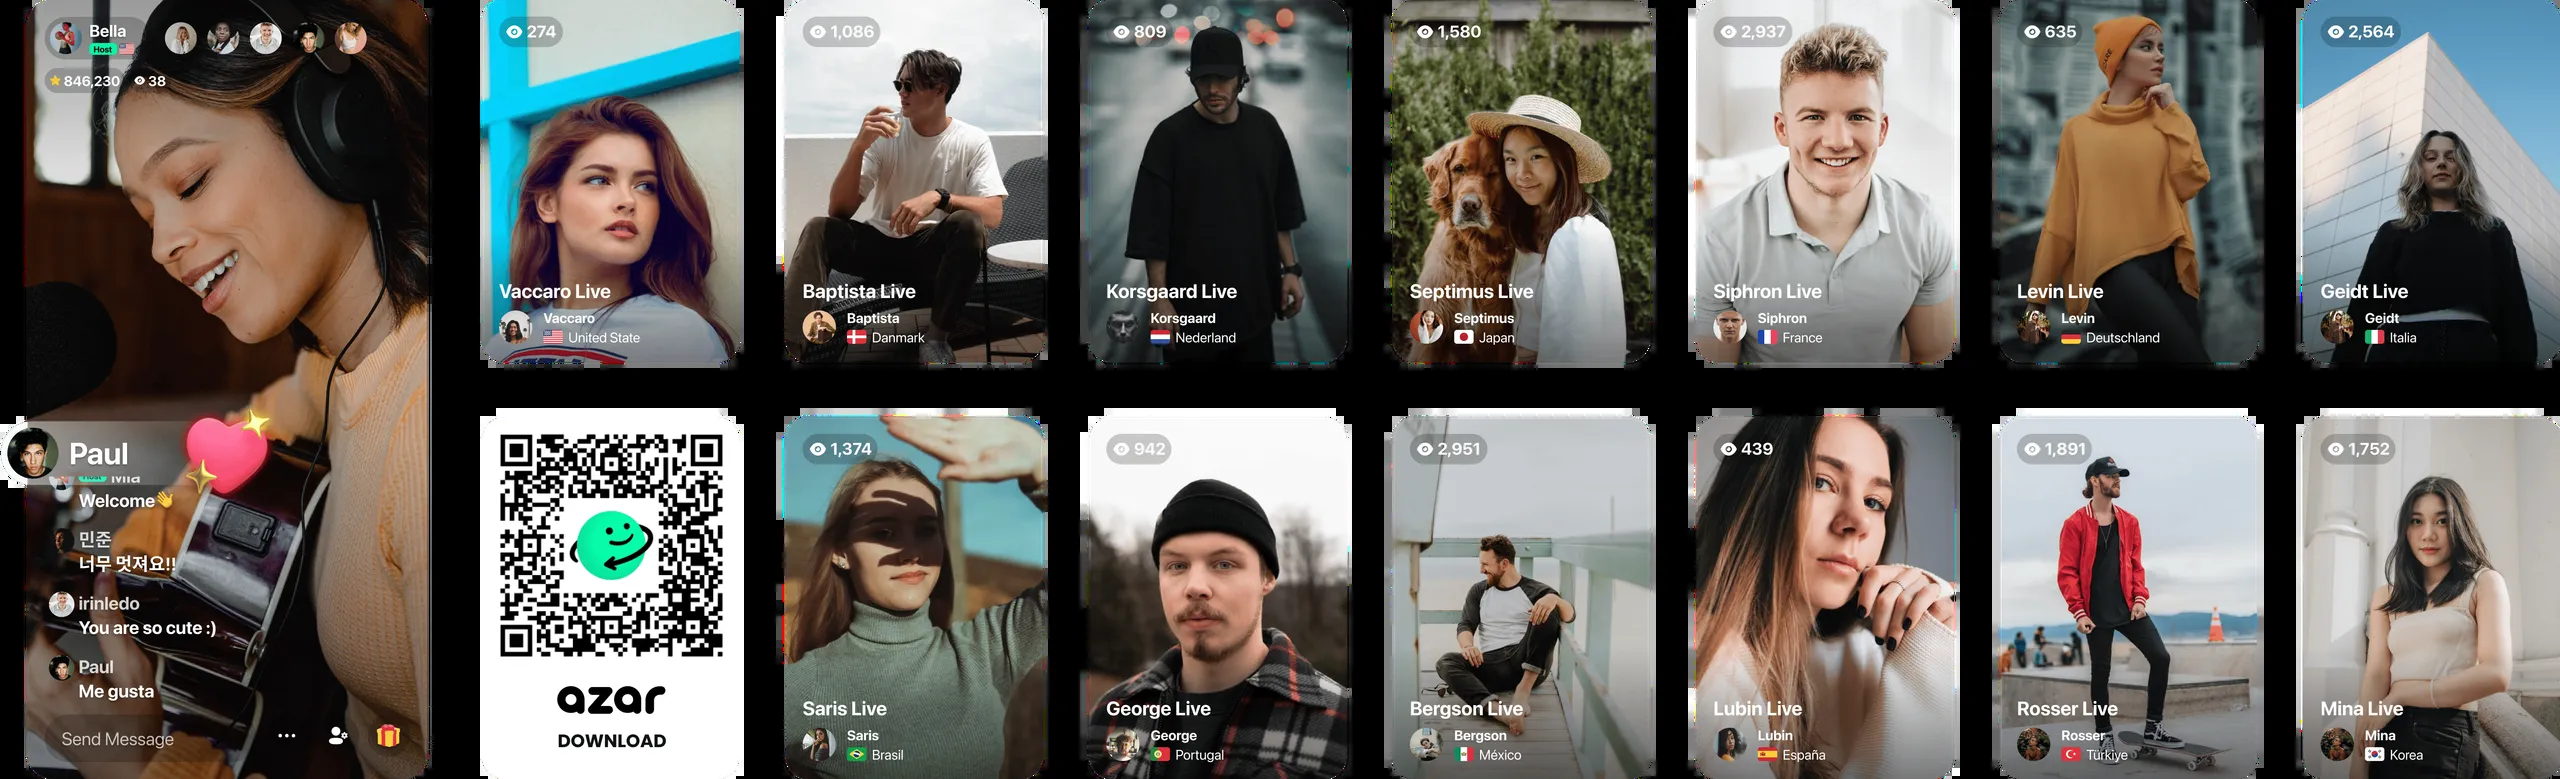 Bella
Host
846,230 38
Paul
Host Mia
Welcome👋
민준
너무 멋져요!!
irinledo
You are so cute :)
Paul
Me gusta
Send Message
274
Vaccaro Live
Vaccaro
United State
1,086
Baptista Live
Baptista
Danmark
809
Korsgaard Live
Korsgaard
Nederland
1,580
Septimus Live
Septimus
Japan
2,937
Siphron Live
Siphron
France
635
Levin Live
Levin
Deutschland
2,564
Geidt Live
Geidt
Italia
azar
DOWNLOAD
1,374
Saris Live
Saris
Brasil
942
George Live
George
Portugal
2,951
Bergson Live
Bergson
México
439
Lubin Live
Lubin
España
1,891
Rosser Live
Rosser
Türkiye
1,752
Mina Live
Mina
Korea